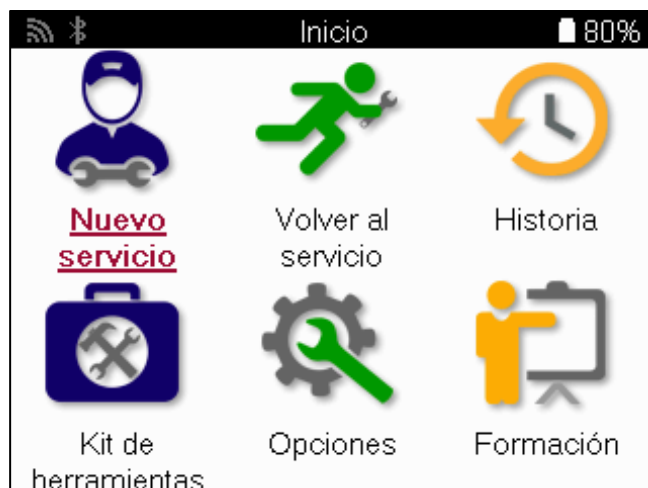 Inicio
80%
Nuevo
servicio
Volver al
servicio
Historia
Kit de
herramientas
Opciones
Formación